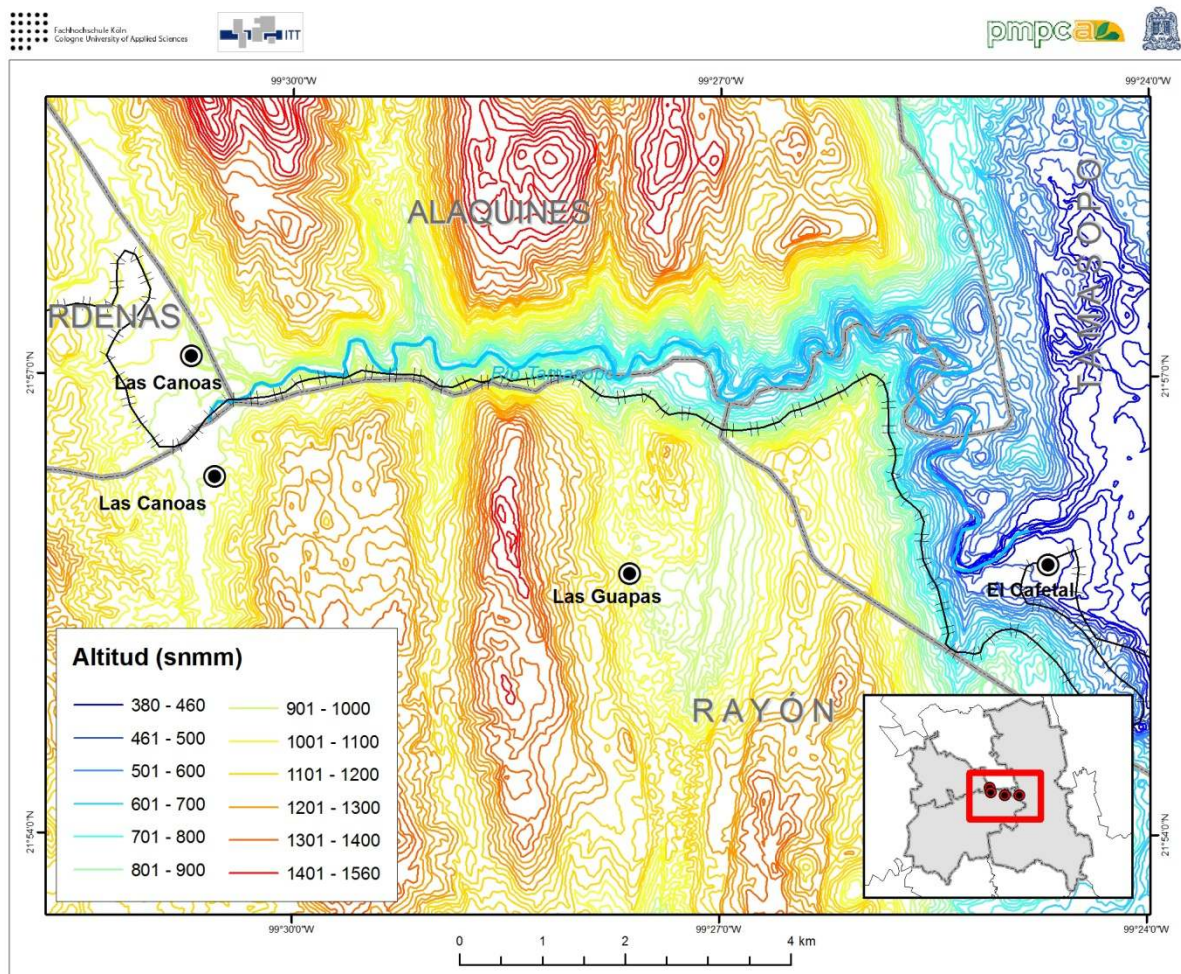 Fachhochschule Köln
Cologne University of Applied Sciences
ITT
pmpca
99°30'0"W
99°27'0"W
99°24'0"W
ALAQUINES
TAMASOPO
RDENAS
Las Canoas
21°57'0"N
Río Tamasopo
21°57'0"N
Las Canoas
Las Guapas
El Cafetal
RAYÓN
Altitud (snmm)
380 - 460
461 - 500
501 - 600
601 - 700
701 - 800
801 - 900
901 - 1000
1001 - 1100
1101 - 1200
1201 - 1300
1301 - 1400
1401 - 1560
21°54'0"N
21°54'0"N
99°30'0"W
99°27'0"W
99°24'0"W
0 1 2 4 km